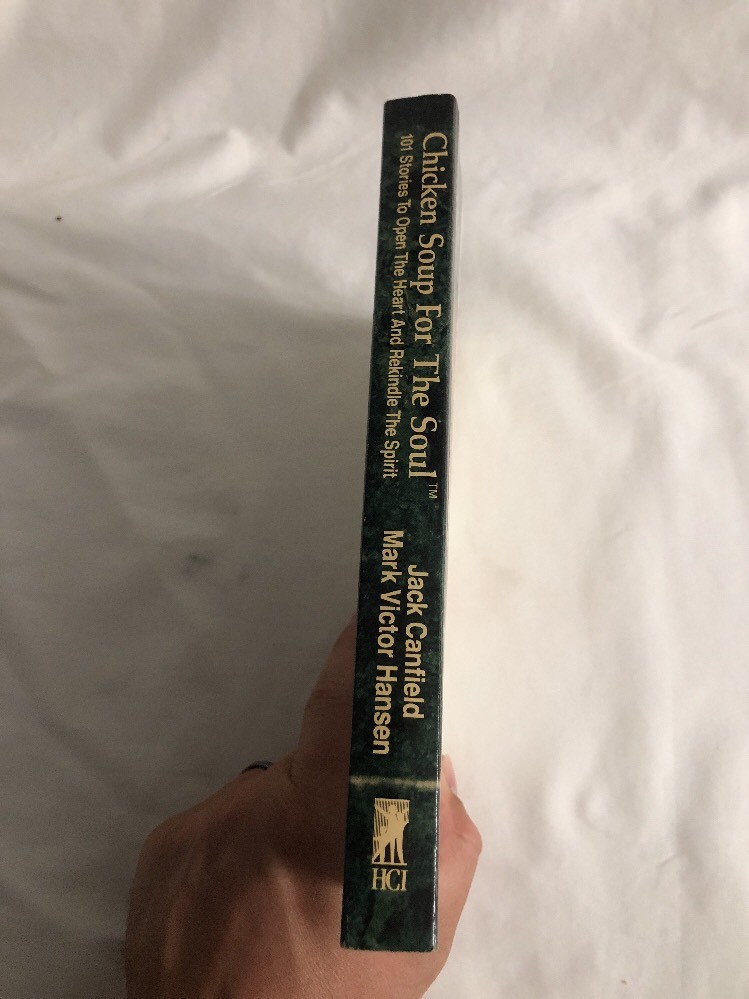 Chicken Soup For The Soul™
101 Stories To Open The Heart And Rekindle The Spirit
Jack Canfield
Mark Victor Hansen
HCI